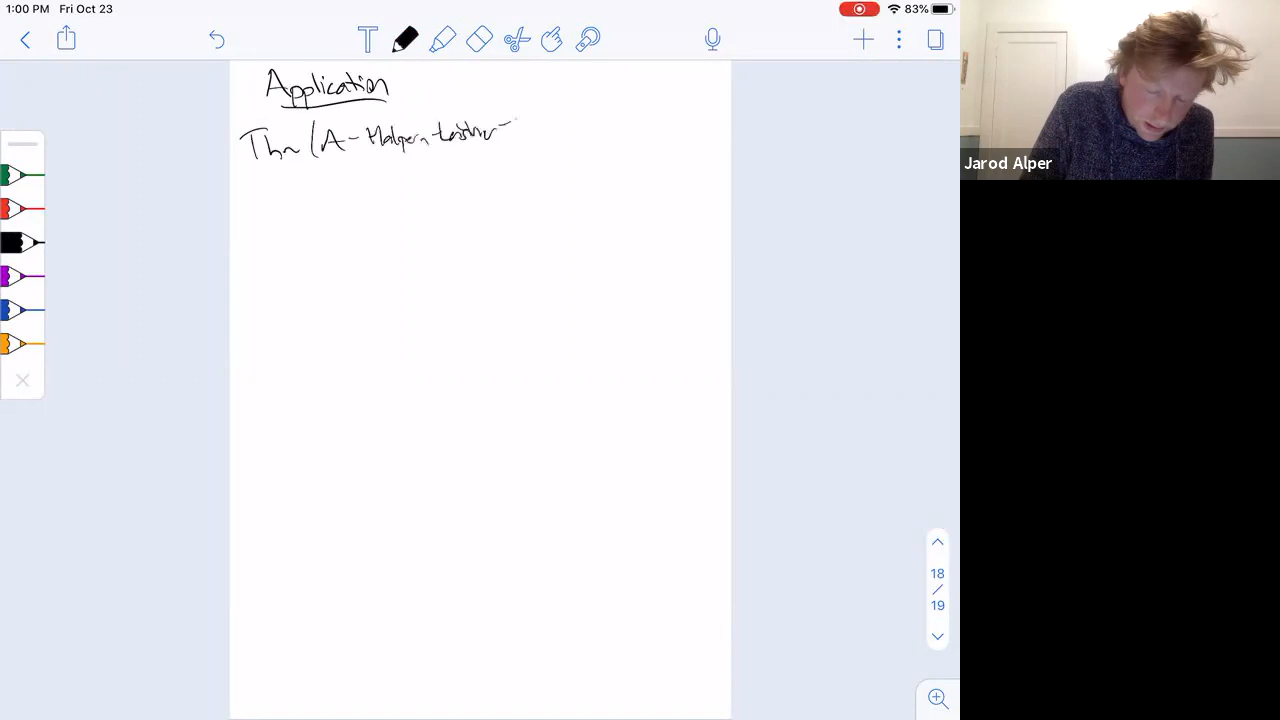 1:00 PM Fri Oct 23
83%
Application
Thm (A - Halpern-Leistner -
Jarod Alper
18
/
19